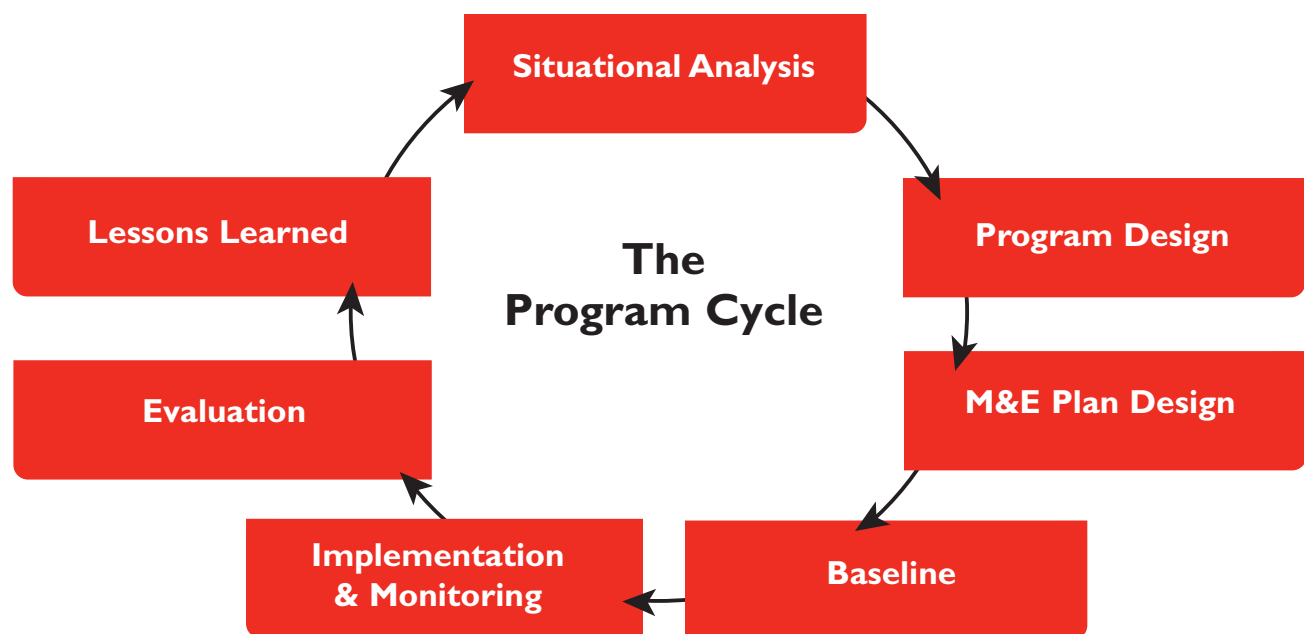 Situational Analysis
Program Design
M&E Plan Design
Baseline
Implementation
& Monitoring
Evaluation
Lessons Learned
The
Program Cycle